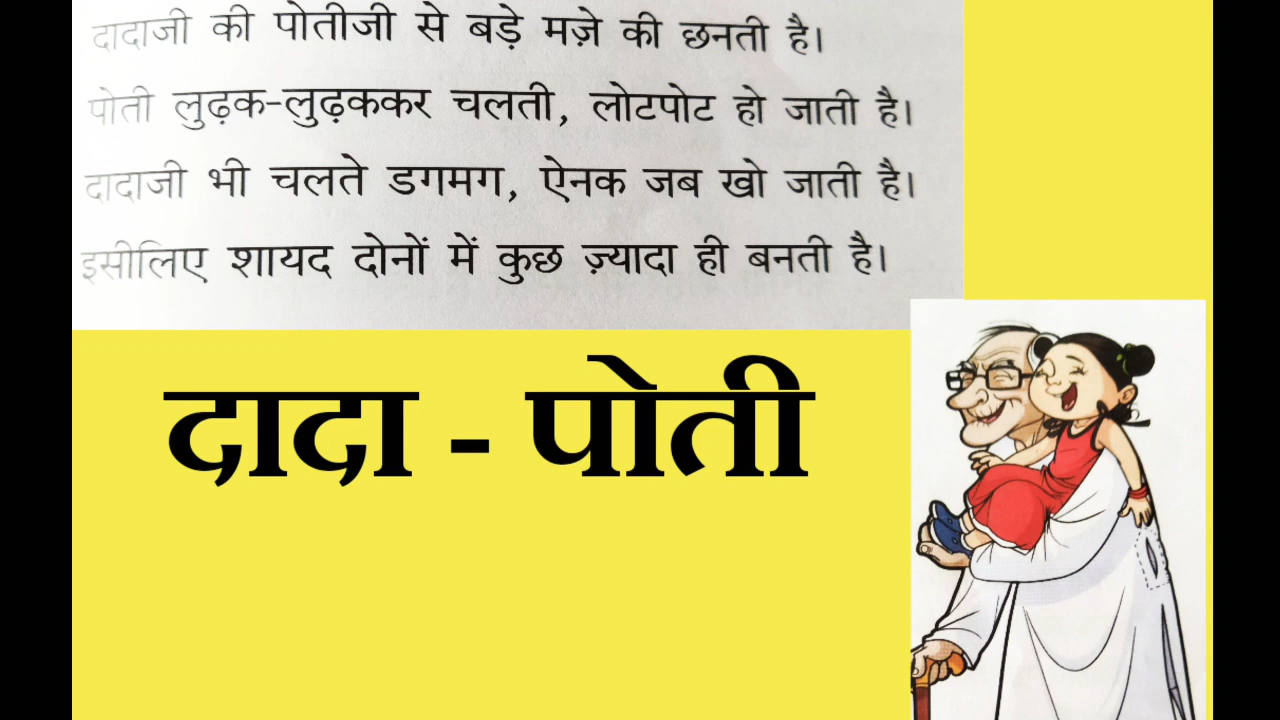 दादाजी की पोतीजी से बड़े मज़े की छनती है।
पोती लुढ़क-लुढ़ककर चलती, लोटपोट हो जाती है।
दादाजी भी चलते डगमग, ऐनक जब खो जाती है।
इसीलिए शायद दोनों में कुछ ज़्यादा ही बनती है।
दादा - पोती